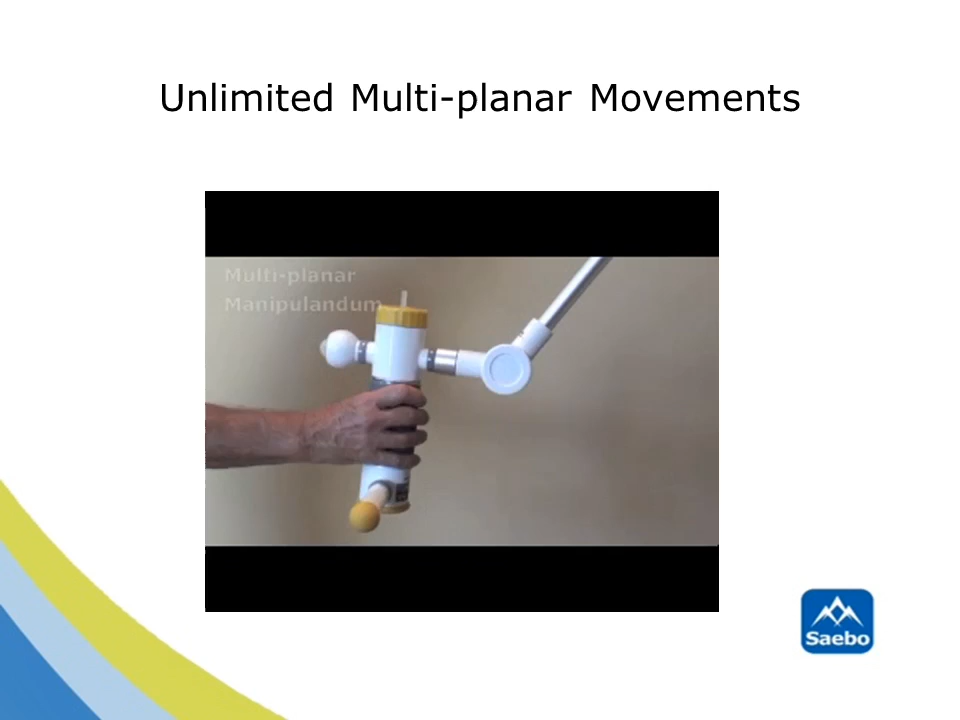 Unlimited Multi-planar Movements
Multi-planar
Manipulandum
Saebo